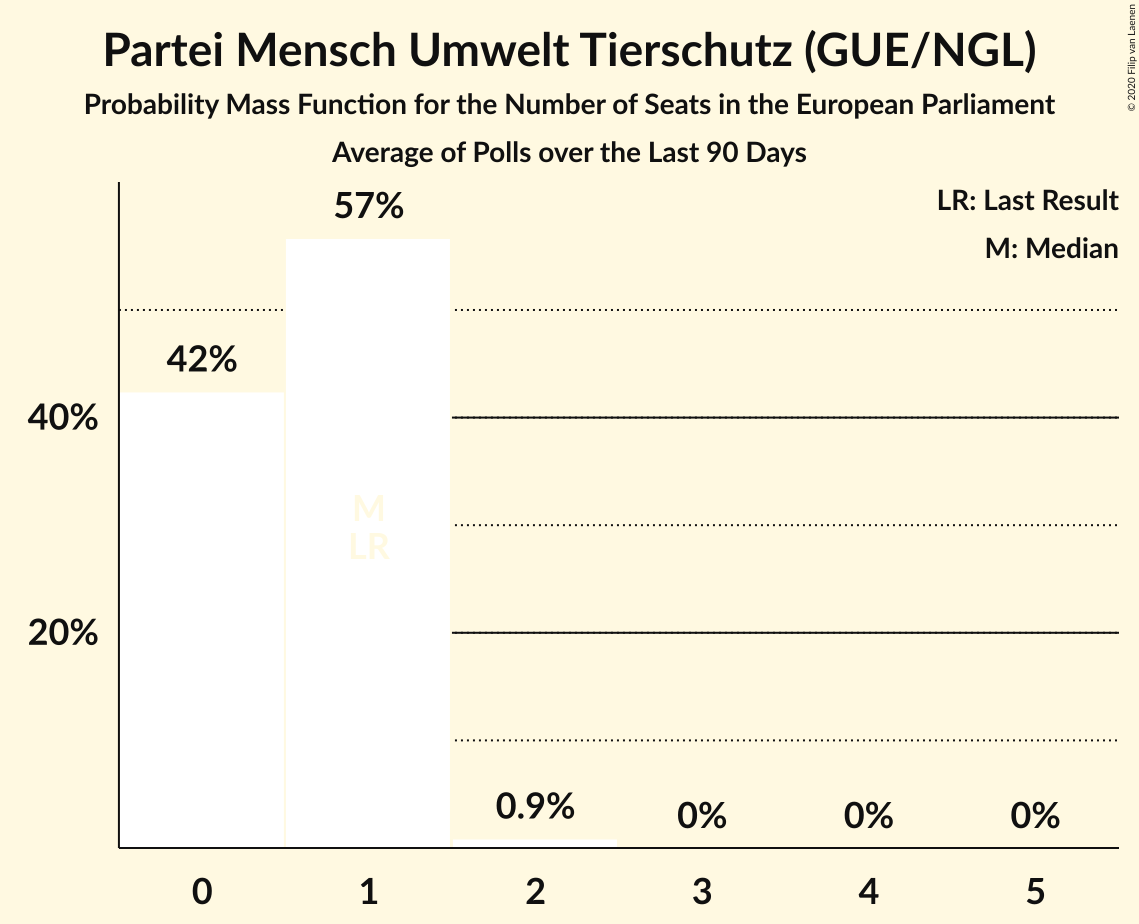 Partei Mensch Umwelt Tierschutz (GUE/NGL)
Probability Mass Function for the Number of Seats in the European Parliament
Average of Polls over the Last 90 Days
© 2020 Filip van Laenen
LR: Last Result
M: Median
57%
42%
40%
M
LR
20%
0.9%
0%
0%
0%
0
1
2
3
4
5